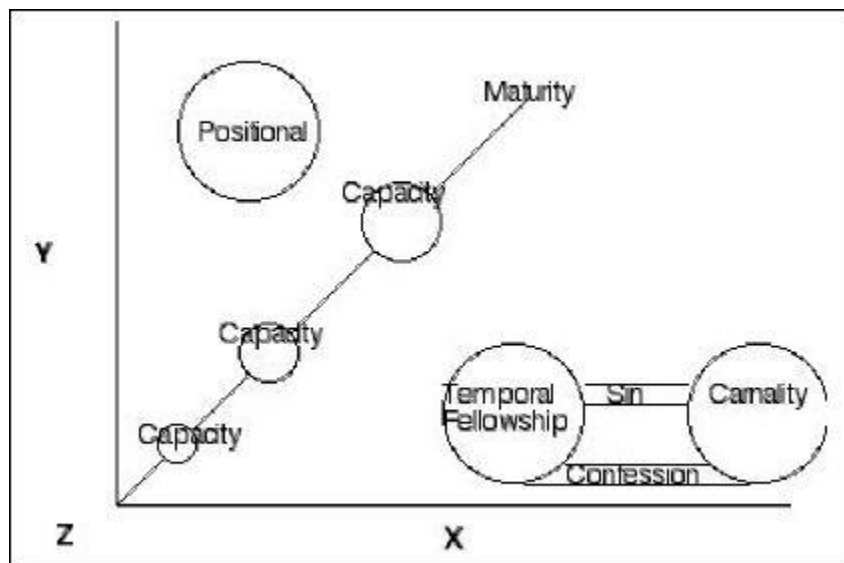 Maturity
Positional
Capacity
Y
Capacity
Temporal
Fellowship
Sin
Carnality
Capacity
Confession
Z
X